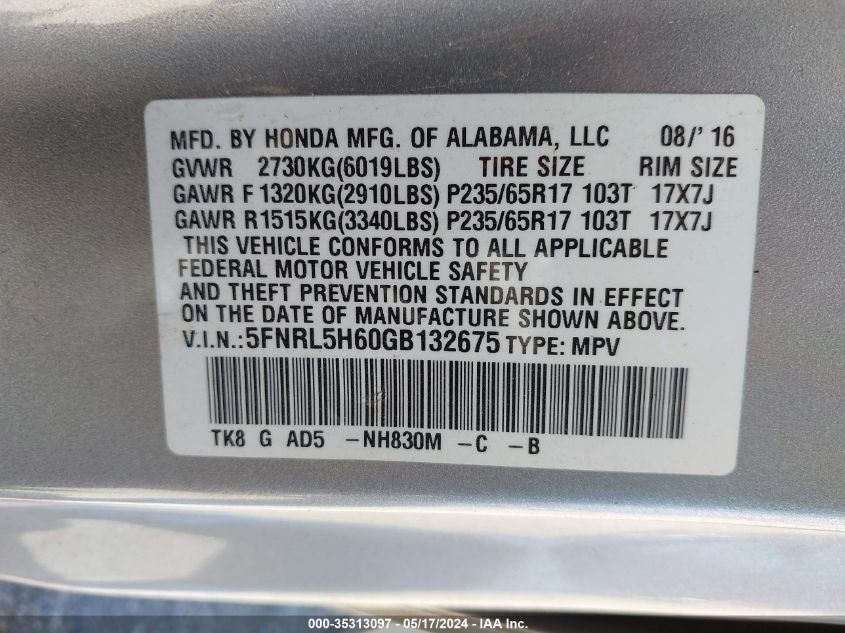 MFD. BY HONDA MFG. OF ALABAMA, LLC 08/' 16
GVWR 2730KG(6019LBS) TIRE SIZE RIM SIZE
GAWR F 1320KG(2910LBS) P235/65R17 103T 17X7J
GAWR R1515KG(3340LBS) P235/65R17 103T 17X7J
THIS VEHICLE CONFORMS TO ALL APPLICABLE
FEDERAL MOTOR VEHICLE SAFETY
AND THEFT PREVENTION STANDARDS IN EFFECT
ON THE DATE OF MANUFACTURE SHOWN ABOVE.
V.I.N.:5FNRL5H60GB132675 TYPE: MPV
TK8 G AD5 -NH830M -C -B
000-35313097 - 05/17/2024 - IAA Inc.